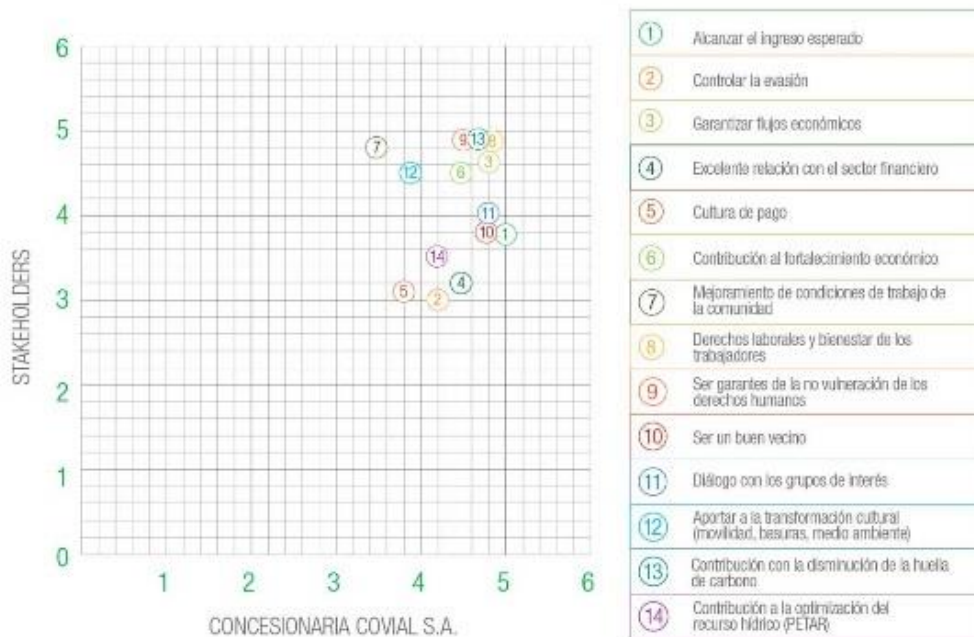 6
5
4
3
2
1
0
STAKEHOLDERS
1 2 3 4 5 6
CONCESIONARIA COVIAL S.A.
9 13 8
7
3
12 6
11
10 1
14
4
5 2
1 Alcanzar el ingreso esperado
2 Controlar la evasión
3 Garantizar flujos económicos
4 Excelente relación con el sector financiero
5 Cultura de pago
6 Contribución al fortalecimiento económico
7 Mejoramiento de condiciones de trabajo de
la comunidad
8 Derechos laborales y bienestar de los
trabajadores
9 Ser garantes de la no vulneración de los
derechos humanos
10 Ser un buen vecino
11 Diálogo con los grupos de interés
12 Aportar a la transformación cultural
(movilidad, basuras, medio ambiente)
13 Contribución con la disminución de la huella
de carbono
14 Contribución a la optimización del
recurso hídrico (PETAR)